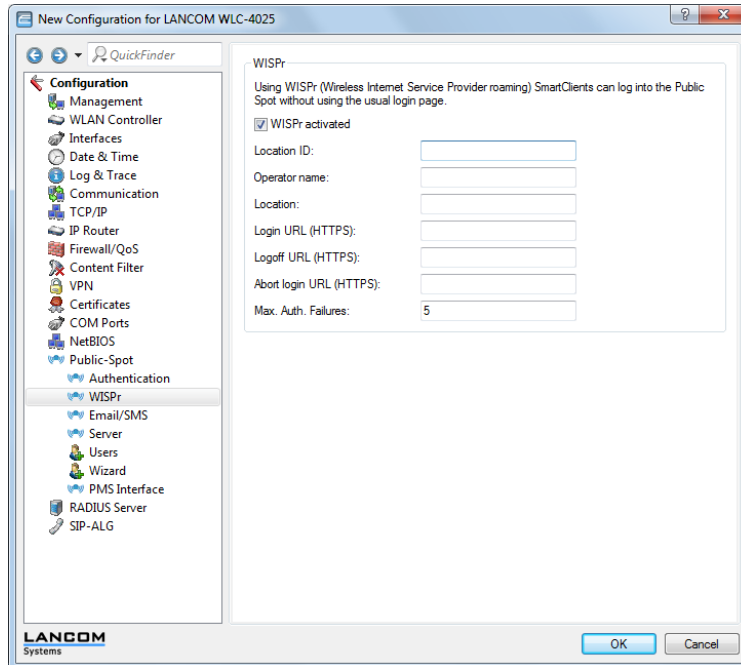 New Configuration for LANCOM WLC-4025
QuickFinder
Configuration
Management
WLAN Controller
Interfaces
Date & Time
Log & Trace
Communication
TCP/IP
IP Router
Firewall/QoS
Content Filter
VPN
Certificates
COM Ports
NetBIOS
Public-Spot
Authentication
WISPr
Email/SMS
Server
Users
Wizard
PMS Interface
RADIUS Server
SIP-ALG
WISPr
Using WISPr (Wireless Internet Service Provider roaming) SmartClients can log into the Public
Spot without using the usual login page.
WISPr activated
Location ID:
Operator name:
Location:
Login URL (HTTPS):
Logoff URL (HTTPS):
Abort login URL (HTTPS):
Max. Auth. Failures: 5
LANCOM
Systems
OK Cancel